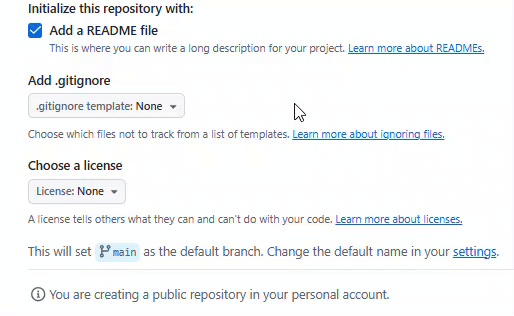 Initialize this repository with:
Add a README file
This is where you can write a long description for your project. Learn more about READMEs.
Add .gitignore
.gitignore template: None
Choose which files not to track from a list of templates. Learn more about ignoring files.
Choose a license
License: None
A license tells others what they can and can't do with your code. Learn more about licenses.
This will set main as the default branch. Change the default name in your settings.
You are creating a public repository in your personal account.